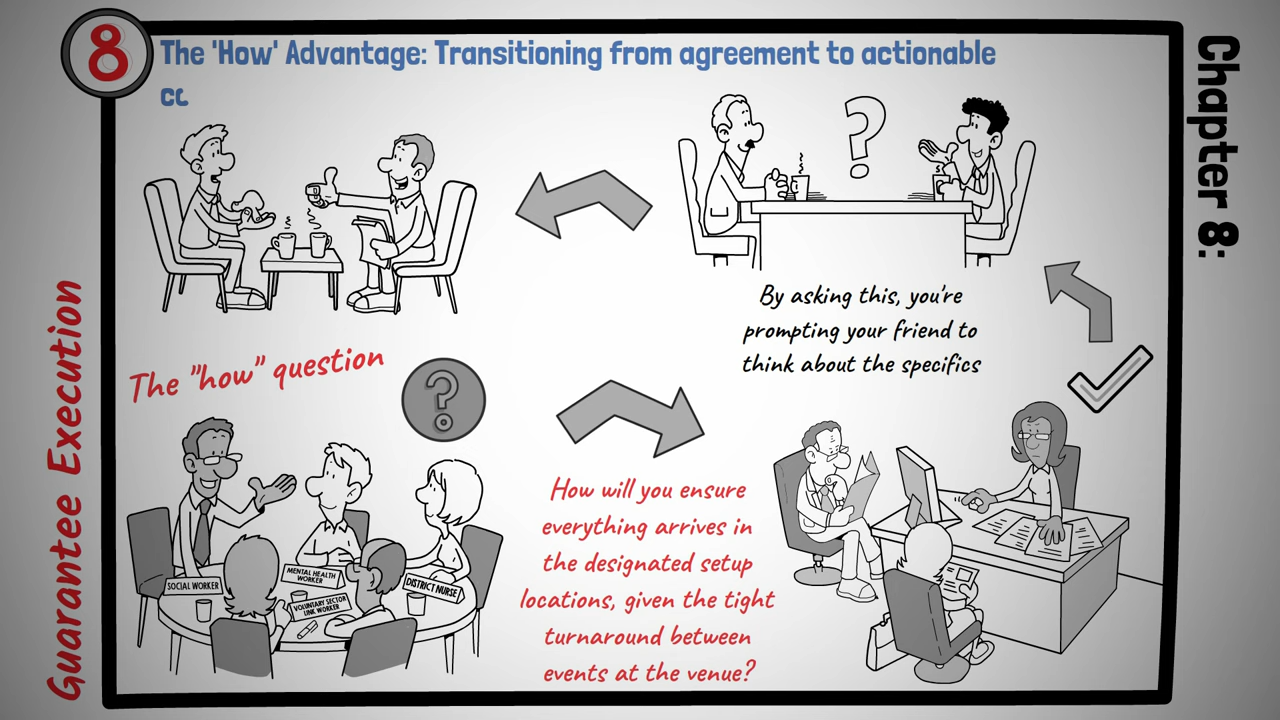 8
The 'How' Advantage: Transitioning from agreement to actionable
Chapter 8:
?
By asking this, you're
prompting your friend to
think about the specifics
The "how" question
?
Guarantee Execution
How will you ensure
everything arrives in
the designated setup
locations, given the tight
turnaround between
events at the venue?
SOCIAL WORKER
MENTAL HEALTH
WORKER
VOLUNTARY SECTOR
LINK WORKER
DISTRICT NURSE